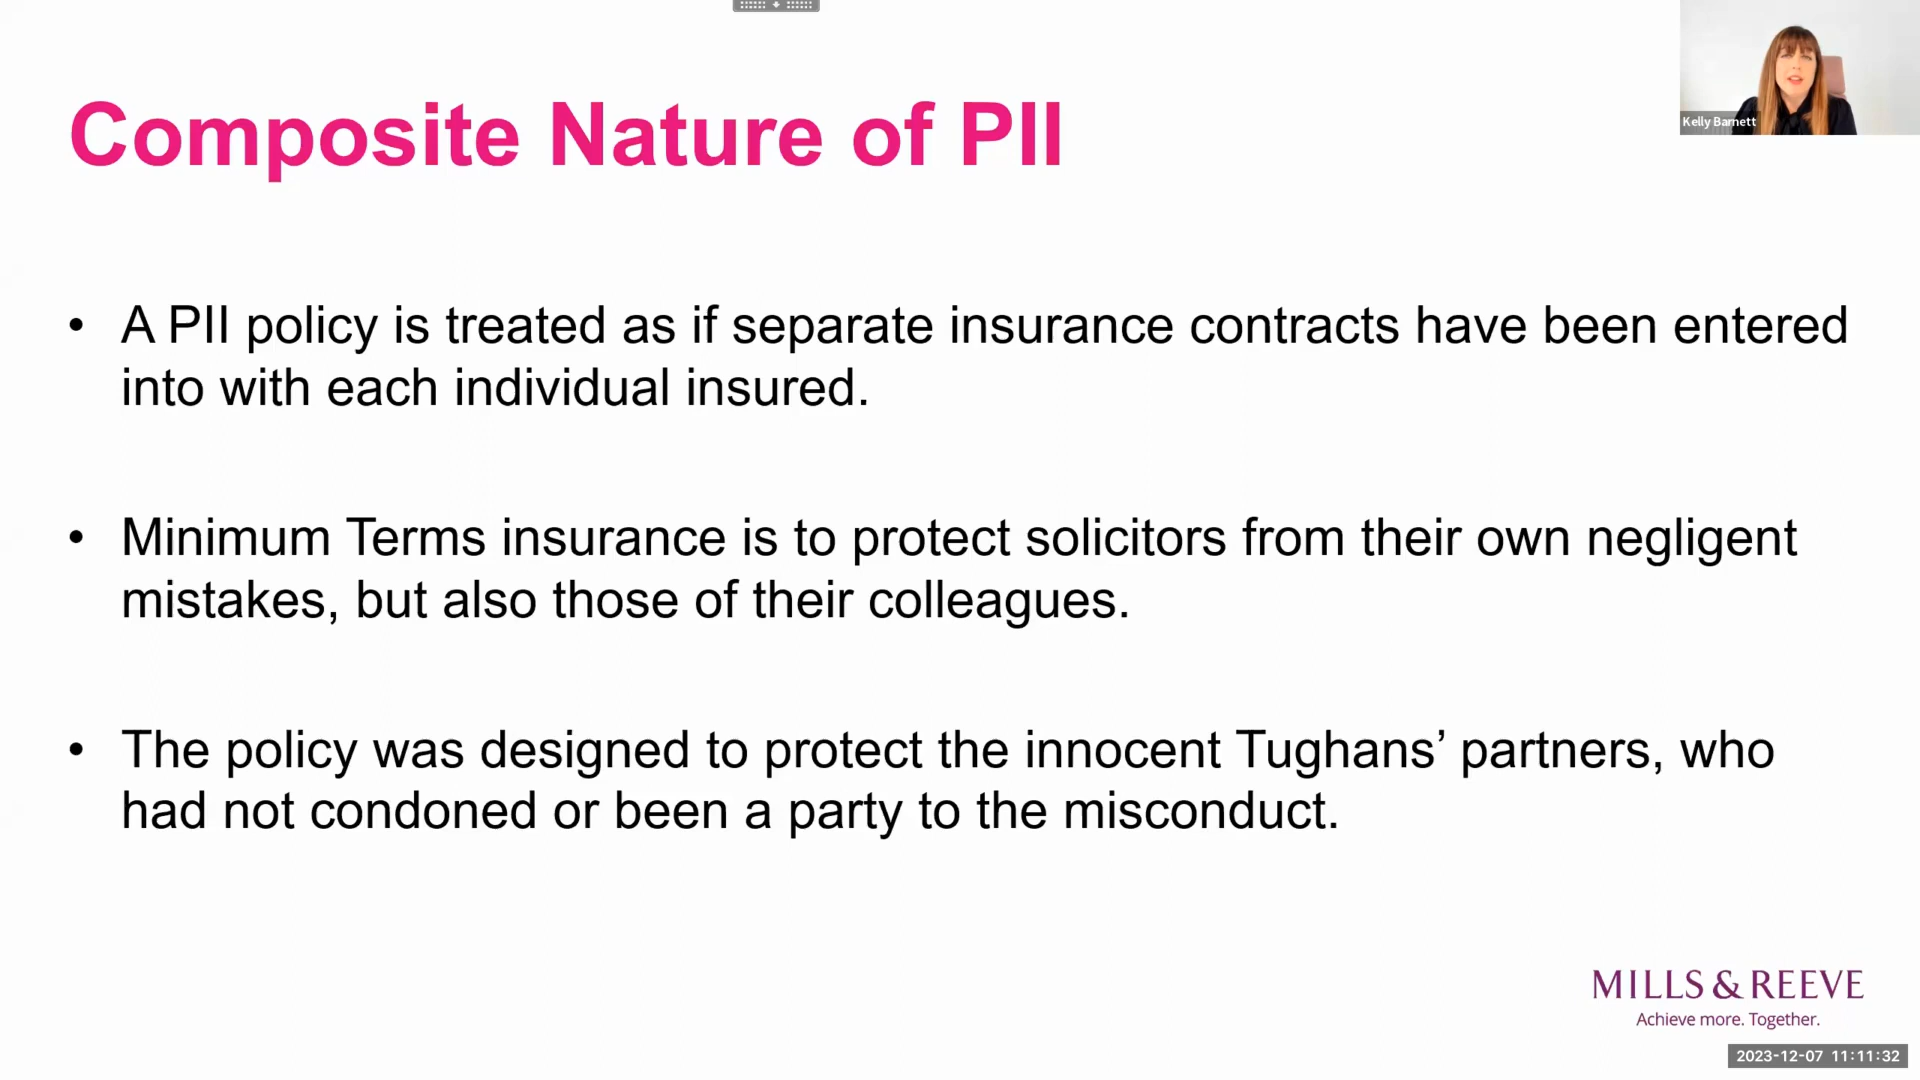 Composite Nature of PII
Kelly Barnett
• A PII policy is treated as if separate insurance contracts have been entered
into with each individual insured.
• Minimum Terms insurance is to protect solicitors from their own negligent
mistakes, but also those of their colleagues.
• The policy was designed to protect the innocent Tughans’ partners, who
had not condoned or been a party to the misconduct.
MILLS & REEVE
Achieve more. Together.
2023-12-07 11:11:32